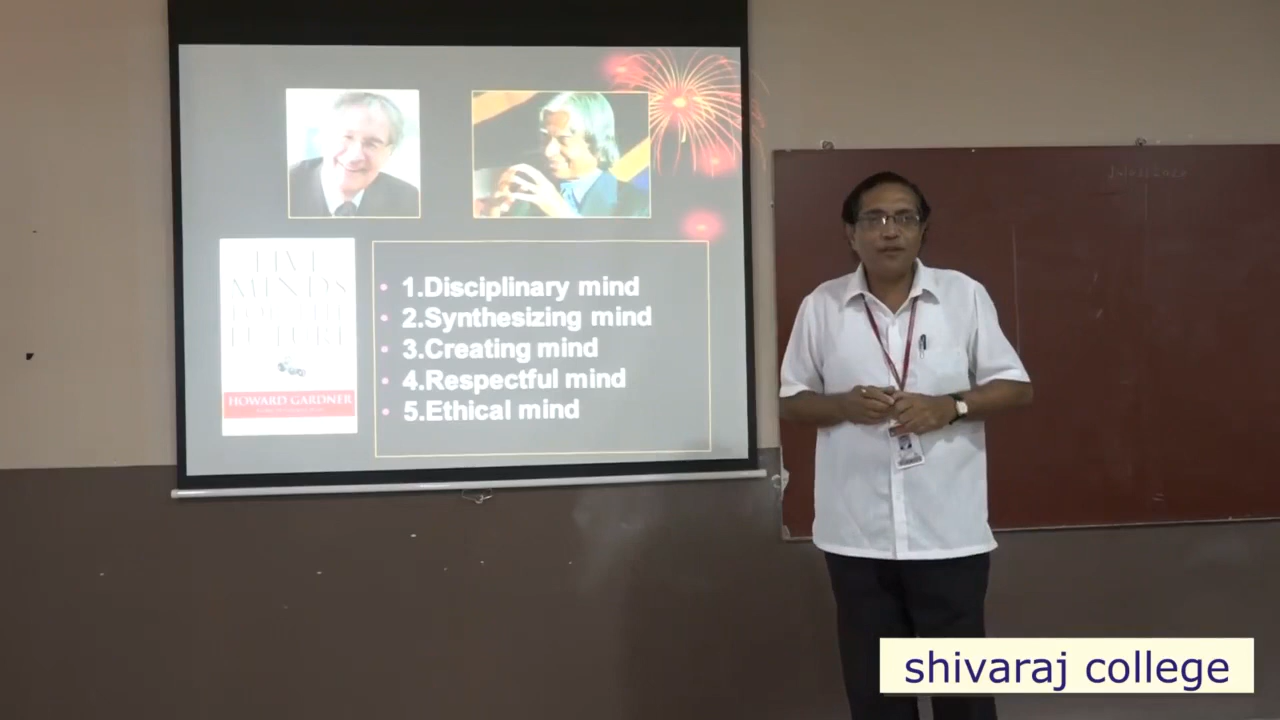 FIVE
MINDS
FOR THE
FUTURE
HOWARD GARDNER
• 1.Disciplinary mind
• 2.Synthesizing mind
• 3.Creating mind
• 4.Respectful mind
• 5.Ethical mind
shivaraj college